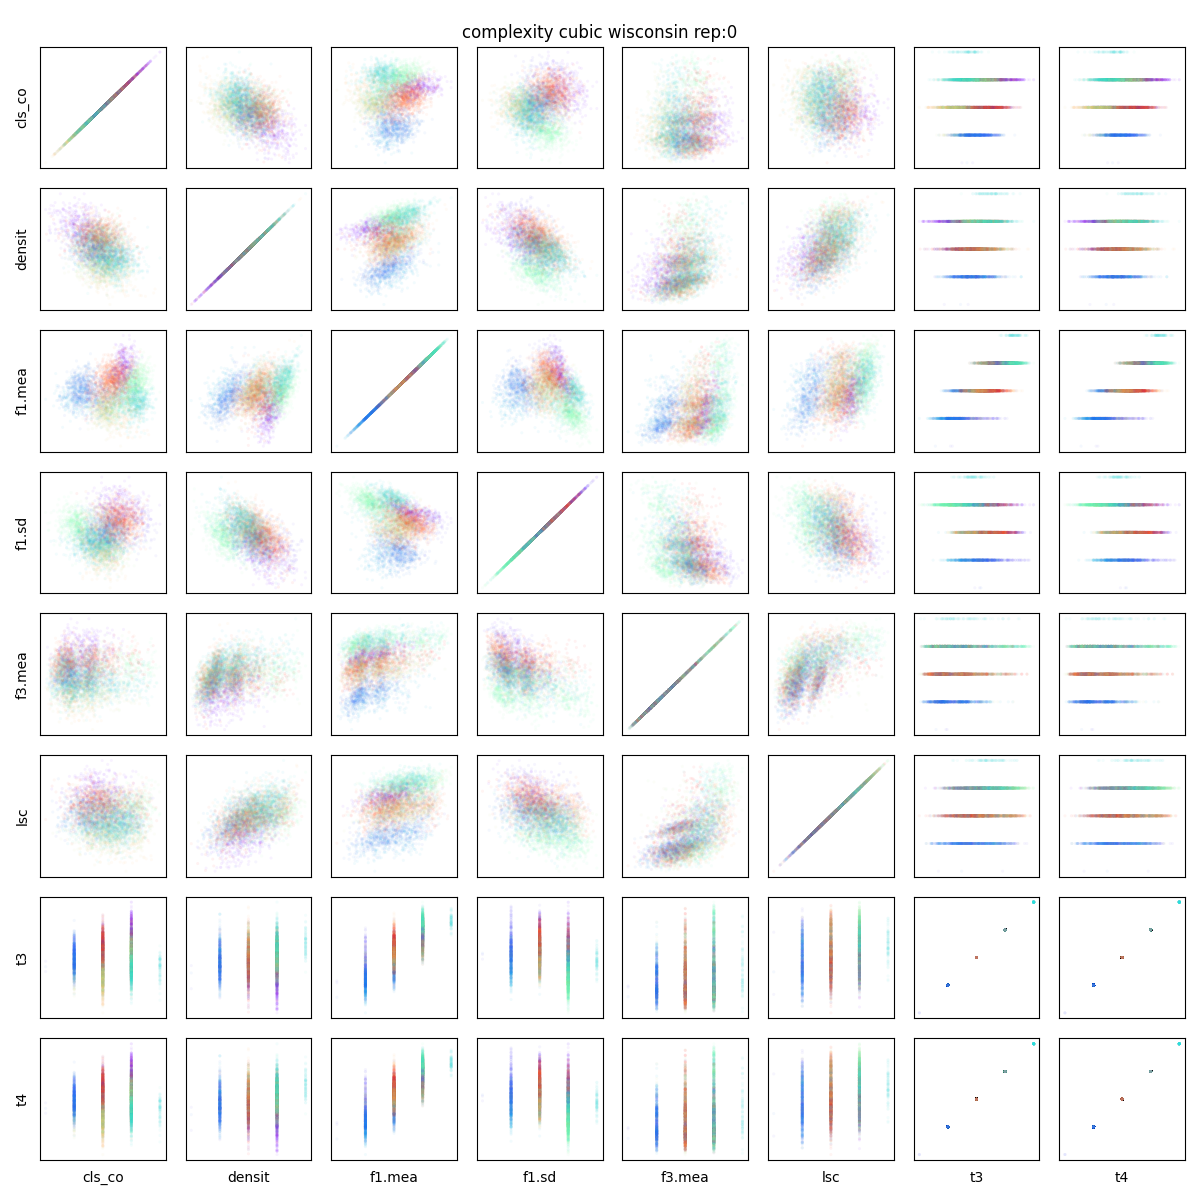 complexity cubic wisconsin rep:0
cls_co
densit
f1.mea
f1.sd
f3.mea
lsc
t3
t4
cls_co densit f1.mea f1.sd f3.mea lsc t3 t4